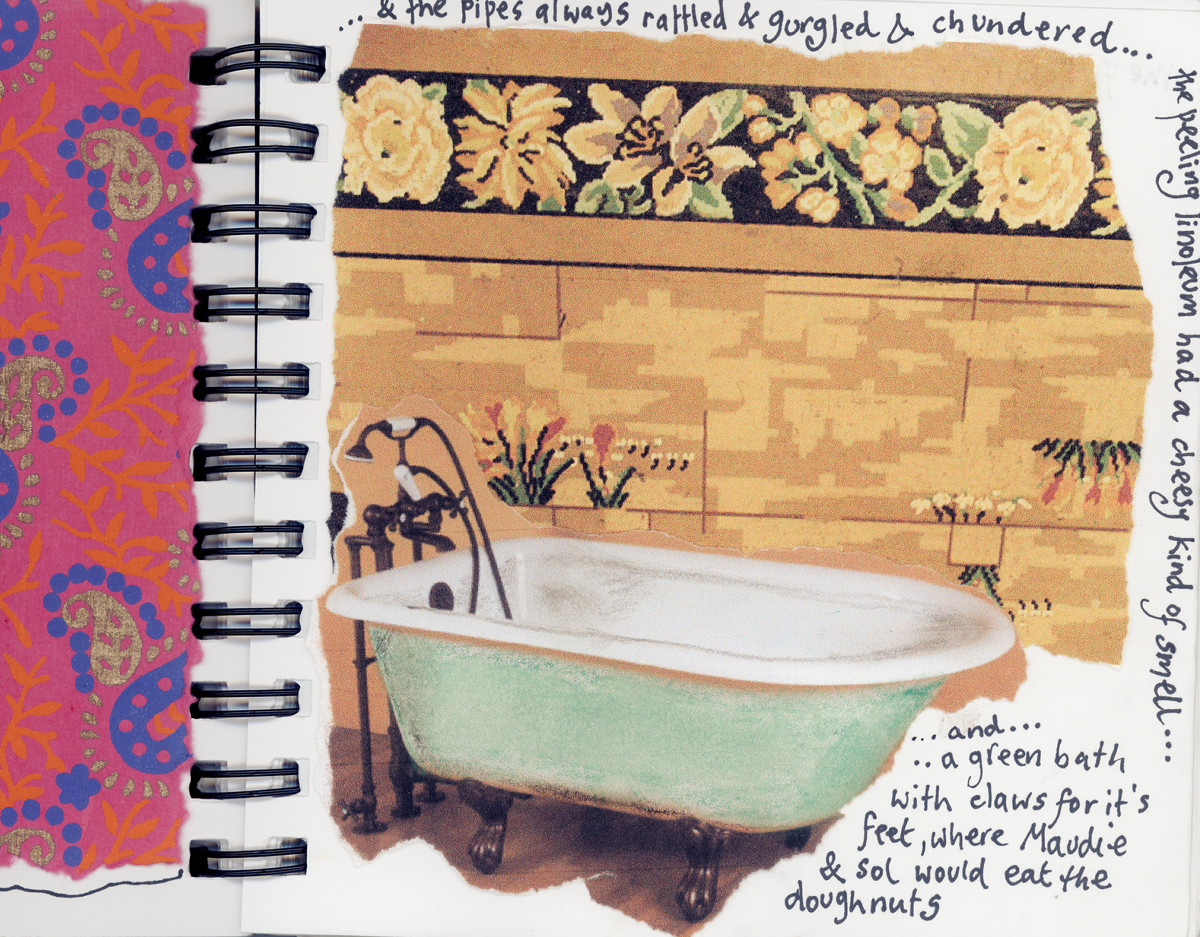 ... & the pipes always rattled & gurgled & chundered...
the peeling linoleum had a cheesy kind of smell...
... and...
.. a green bath
with claws for it's
feet, where Maudie
& sol would eat the
doughnuts